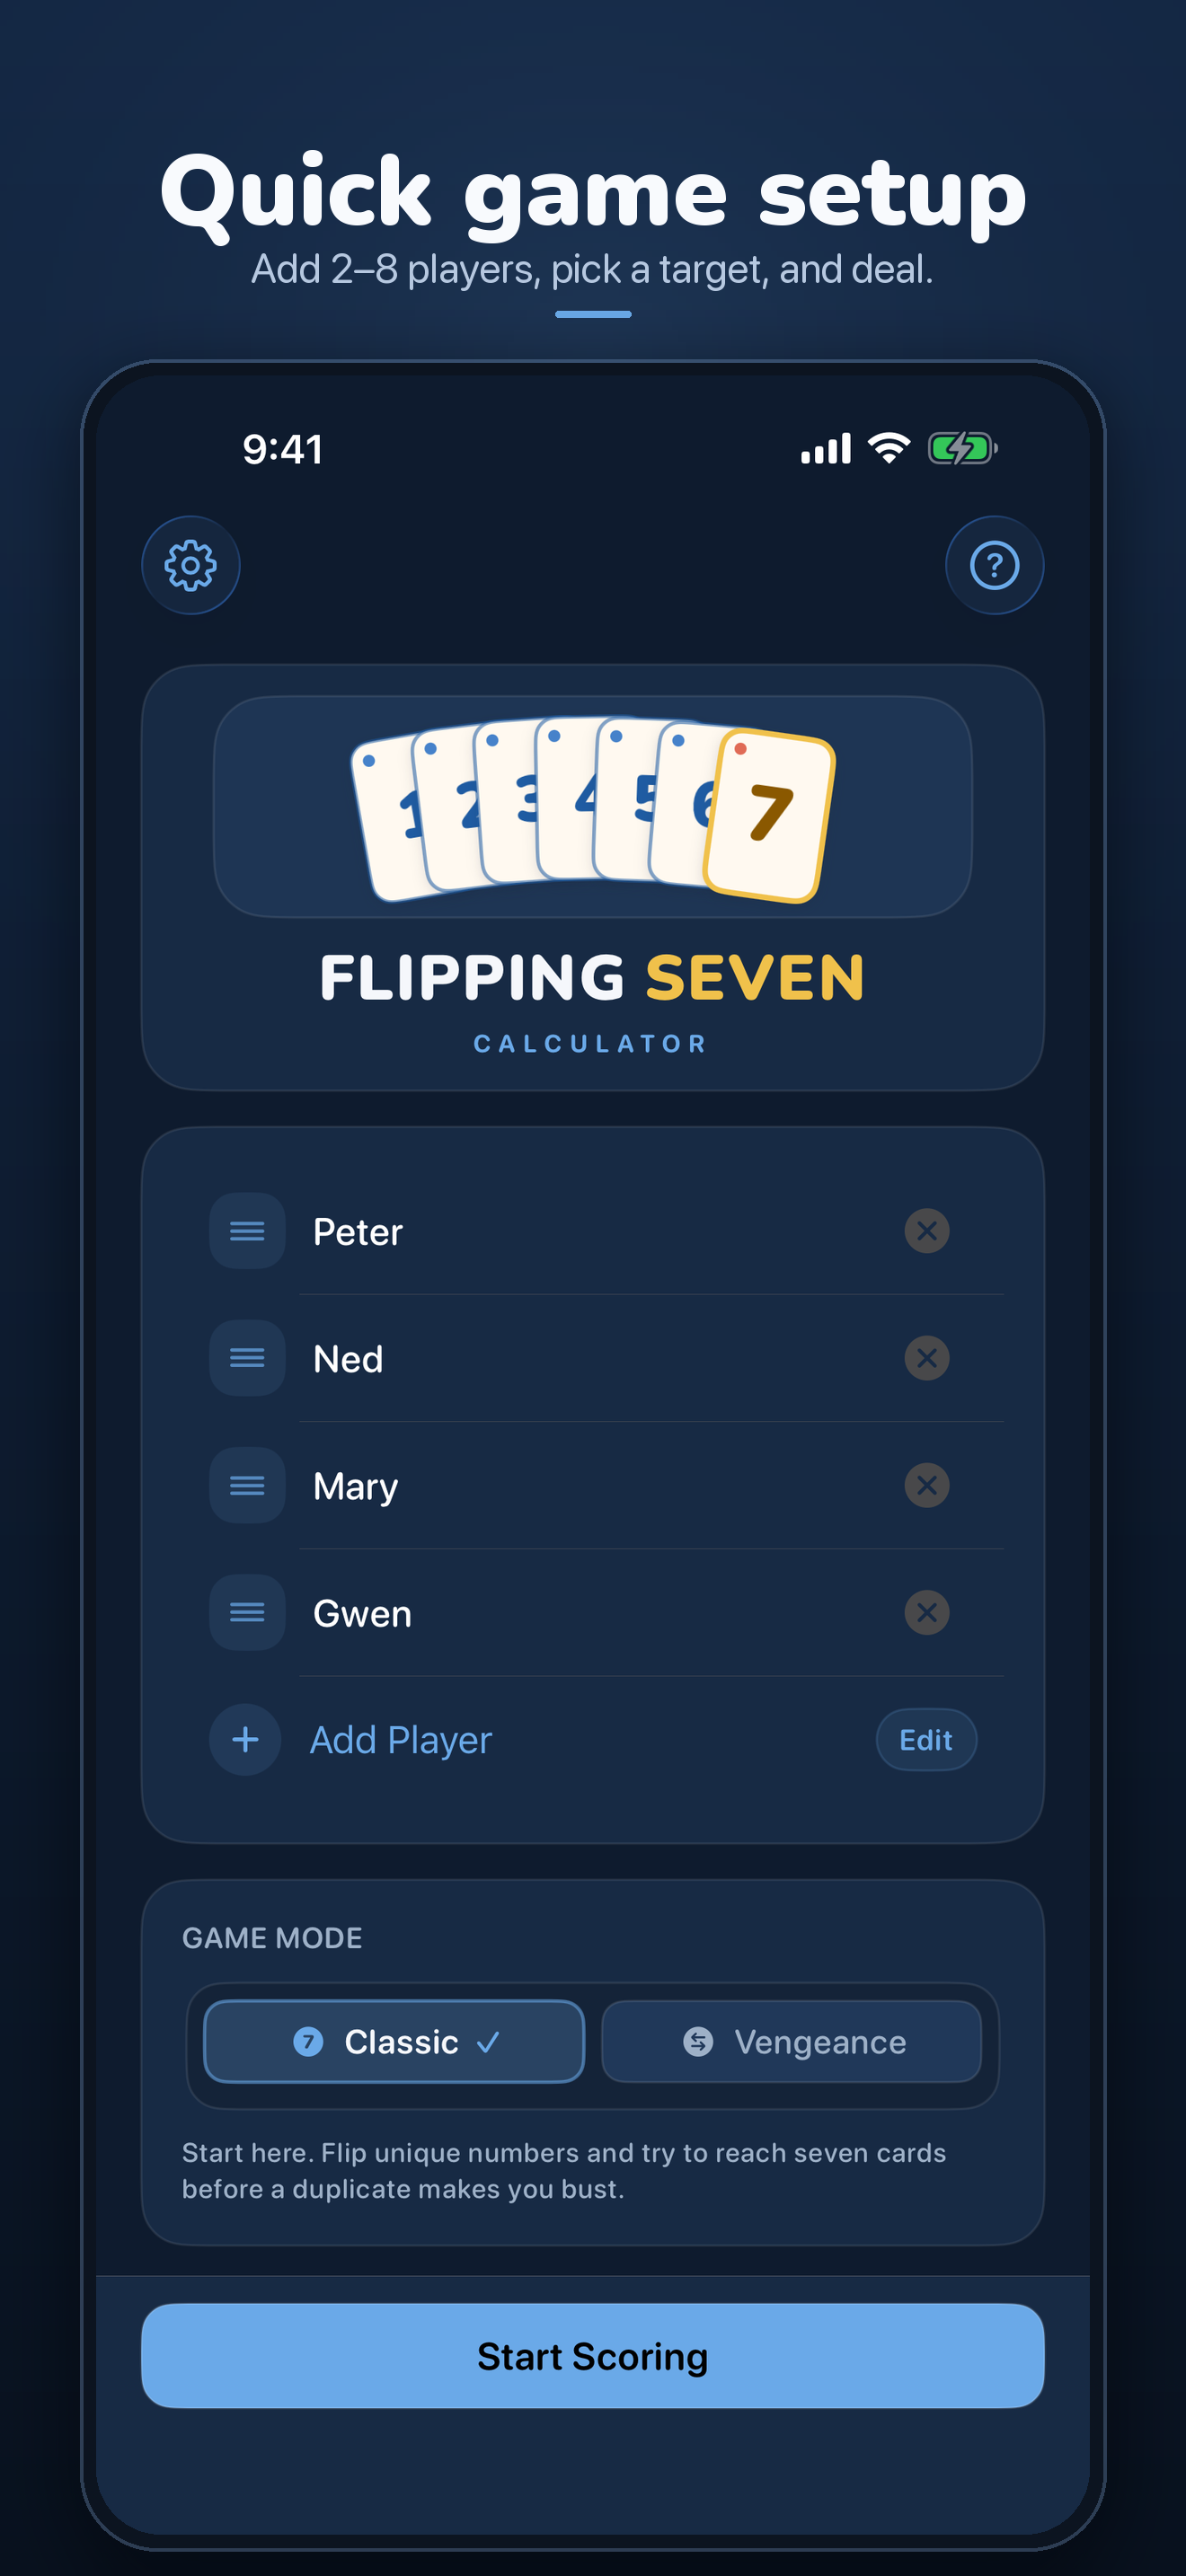 Quick game setup
Add 2–8 players, pick a target, and deal.
9:41
?
1 2 3 4 5 6 7
FLIPPING SEVEN
CALCULATOR
Peter
Ned
Mary
Gwen
+ Add Player Edit
GAME MODE
7 Classic ✓ Vengeance
Start here. Flip unique numbers and try to reach seven cards
before a duplicate makes you bust.
Start Scoring